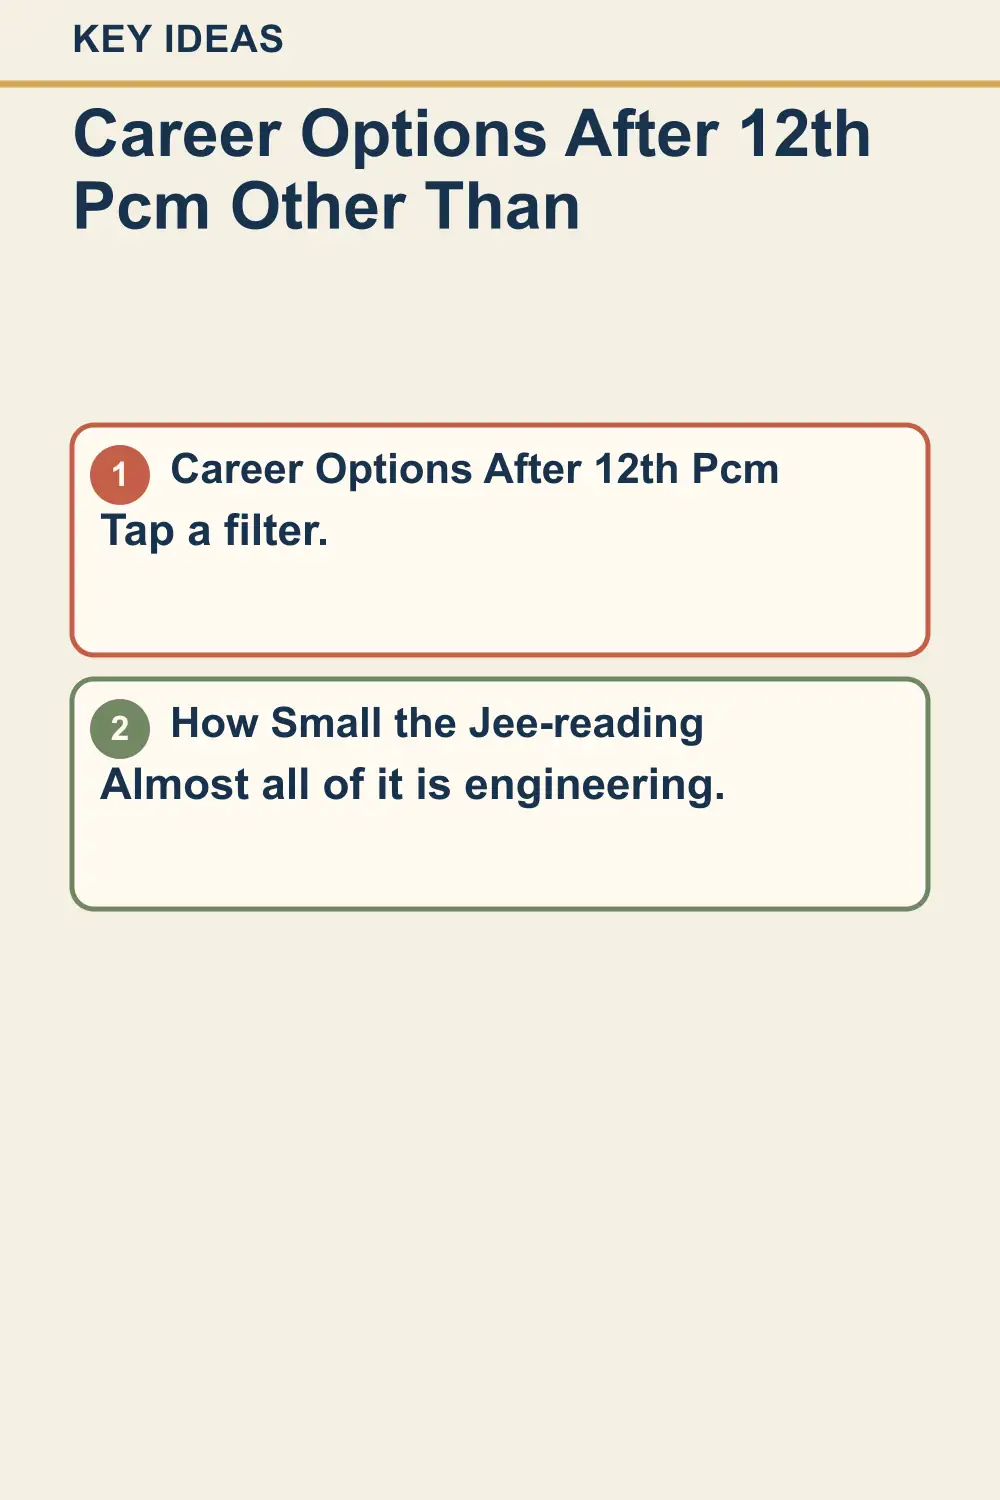 KEY IDEAS
Career Options After 12th
Pcm Other Than
1 Career Options After 12th Pcm
Tap a filter.
2 How Small the Jee-reading
Almost all of it is engineering.